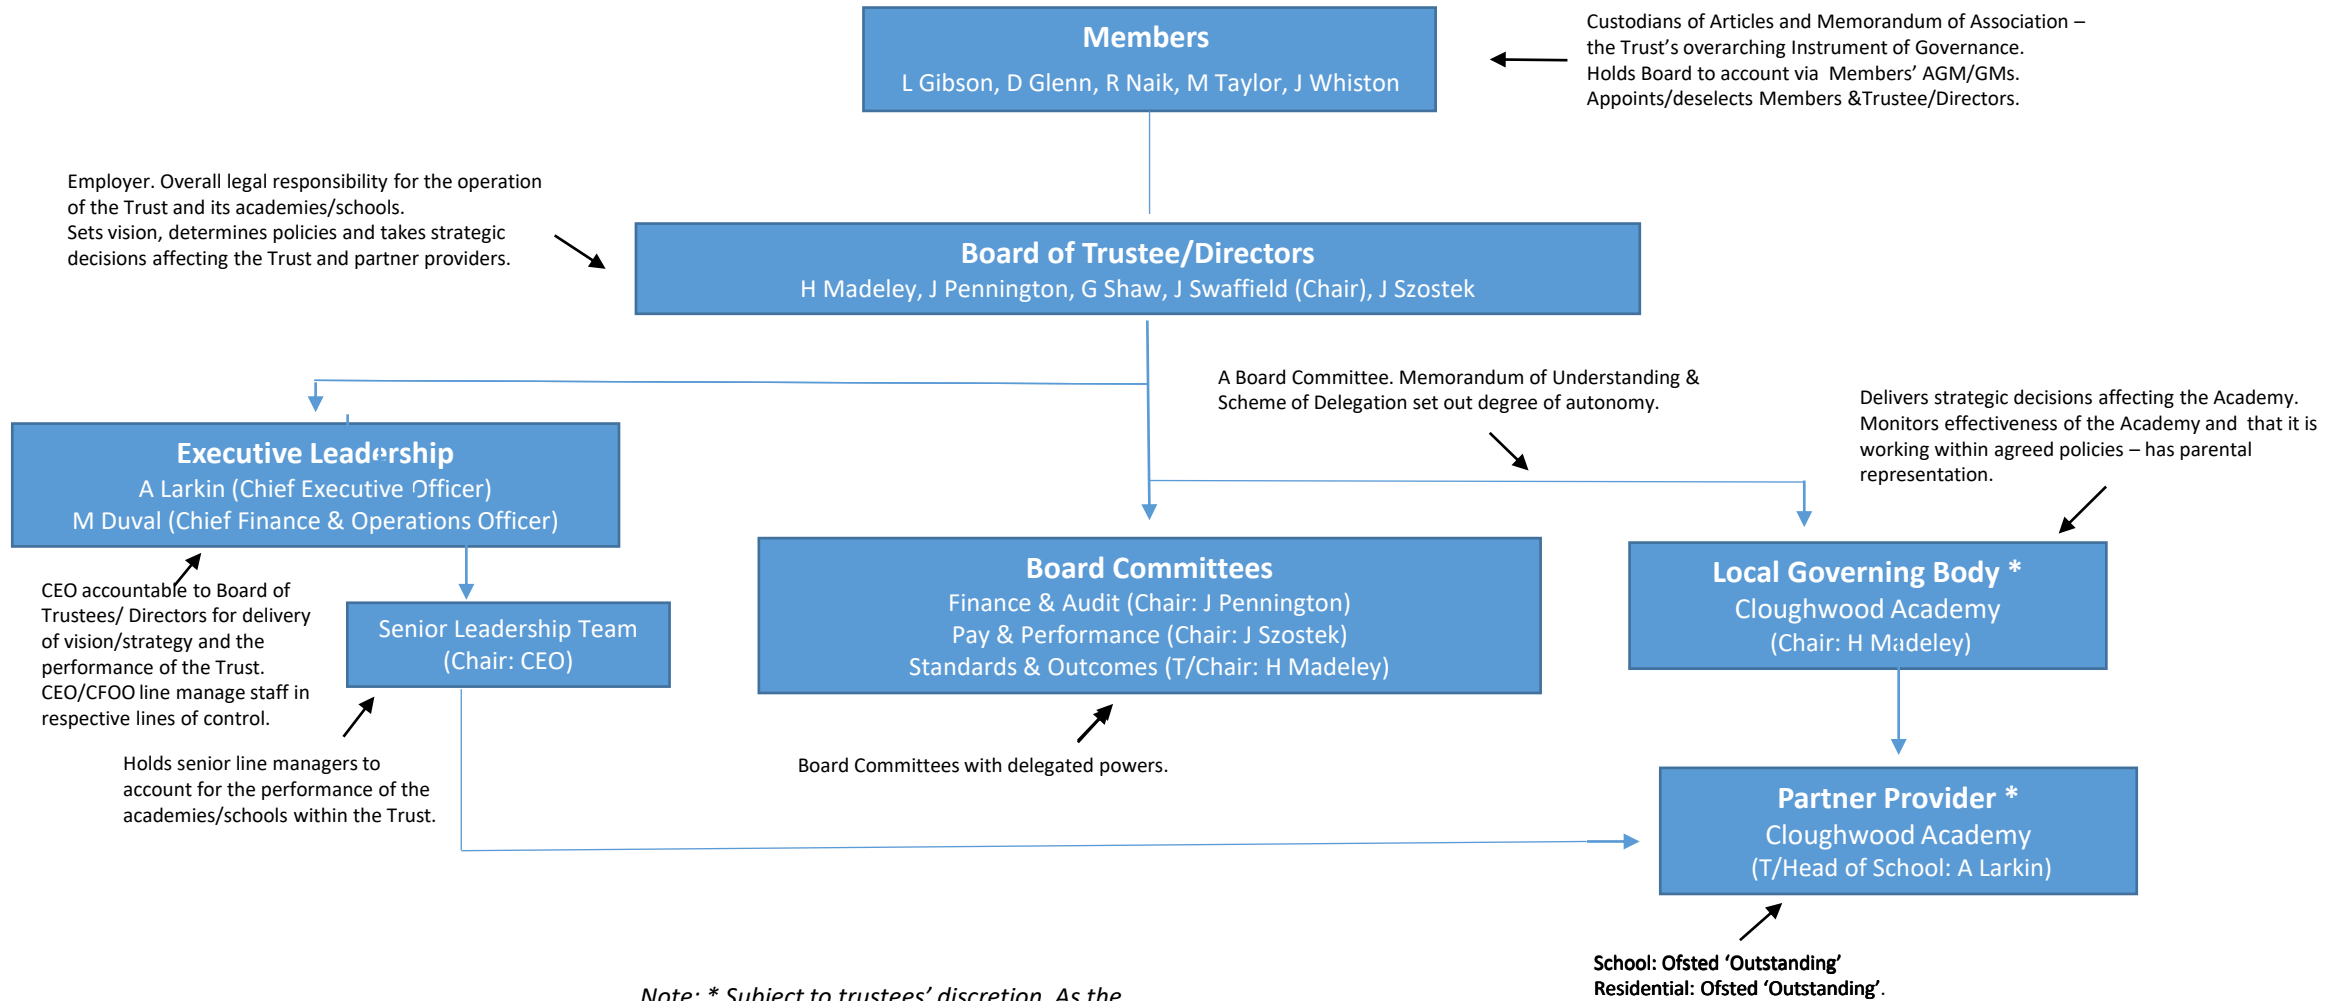 Members
L Gibson, D Glenn, R Naik, M Taylor, J Whiston
Custodians of Articles and Memorandum of Association –
the Trust's overarching Instrument of Governance.
Holds Board to account via Members' AGM/GMs.
Appoints/deselects Members &Trustee/Directors.
Employer. Overall legal responsibility for the operation
of the Trust and its academies/schools.
Sets vision, determines policies and takes strategic
decisions affecting the Trust and partner providers.
Board of Trustee/Directors
H Madeley, J Pennington, G Shaw, J Swaffield (Chair), J Szostek
A Board Committee. Memorandum of Understanding &
Scheme of Delegation set out degree of autonomy.
Delivers strategic decisions affecting the Academy.
Monitors effectiveness of the Academy and that it is
working within agreed policies – has parental
representation.
Executive Leadership
A Larkin (Chief Executive Officer)
M Duval (Chief Finance & Operations Officer)
CEO accountable to Board of
Trustees/ Directors for delivery
of vision/strategy and the
performance of the Trust.
CEO/CFOO line manage staff in
respective lines of control.
Senior Leadership Team
(Chair: CEO)
Holds senior line managers to
account for the performance of the
academies/schools within the Trust.
Board Committees
Finance & Audit (Chair: J Pennington)
Pay & Performance (Chair: J Szostek)
Standards & Outcomes (T/Chair: H Madeley)
Board Committees with delegated powers.
Local Governing Body *
Cloughwood Academy
(Chair: H Madeley)
Partner Provider *
Cloughwood Academy
(T/Head of School: A Larkin)
School: Ofsted 'Outstanding'
Residential: Ofsted 'Outstanding'.
Note: * Subject to trustees' discretion. As the